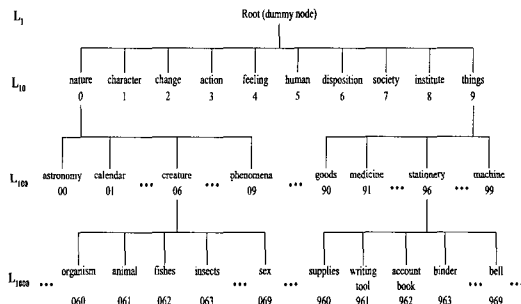 L1 Root (dummy node)
L10 nature character change action feeling human disposition society institute things
0 1 2 3 4 5 6 7 8 9
L100 astronomy calendar ... creature ... phenomena ... goods medicine ... stationery ... machine
00 01 06 09 90 91 96 99
L1000 ... organism animal fishes insects ... sex ... supplies writing tool account book binder ... bell ...
060 061 062 063 069 960 961 962 963 969